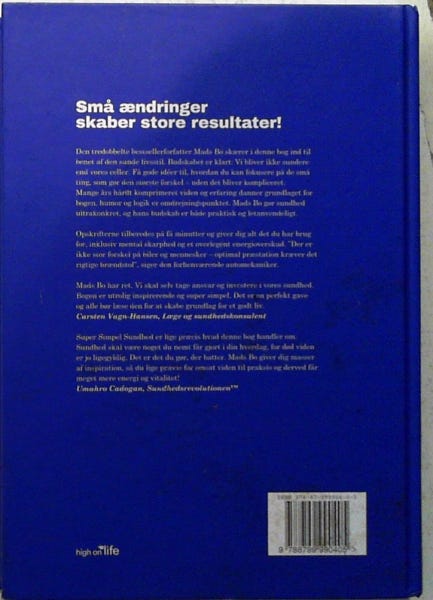 Små ændringer
skaber store resultater!
Den tredobbelte bestsellerforfatter Mads Bo skærer i denne bog ind til
benet af den sunde livsstil. Budskabet er klart: Vi bliver ikke sundere
end vores celler. Få gode idéer til, hvordan du kan fokusere på de små
ting, som gør den største forskel – uden det bliver kompliceret.
Mange års hårdt komprimeret viden og erfaring danner grundlaget for
bogen, humor og logik er omdrejningspunktet. Mads Bo gør sundhed
ultrakonkret, og hans budskab er både praktisk og letanvendeligt.
Opskrifterne tilberedes på få minutter og giver dig alt det du har brug
for, inklusiv mental skarphed og et overlegent energioverskud. "Der er
ikke stor forskel på biler og mennesker – optimal præstation kræver det
rigtige brændstof", siger den forhenværende automekaniker.
Mads Bo har ret. Vi skal selv tage ansvar og investere i vores sundhed.
Bogen er utrolig inspirerende og super simpel. Det er en perfekt gave
og alle bør læse den for at skabe grundlag for et godt liv.
Carsten Vagn-Hansen, Læge og sundhedskonsulent
Super Simpel Sundhed er lige præcis hvad denne bog handler om.
Sundhed skal være noget du nemt får gjort i din hverdag, for død viden
er jo ligegyldig. Det er det du gør, der batter. Mads Bo giver dig masser
af inspiration, så du lige præcis får omsat viden til praksis og derved får
meget mere energi og vitalitet!
Umahro Cadogan, Sundhedsrevolutionen™
high on life